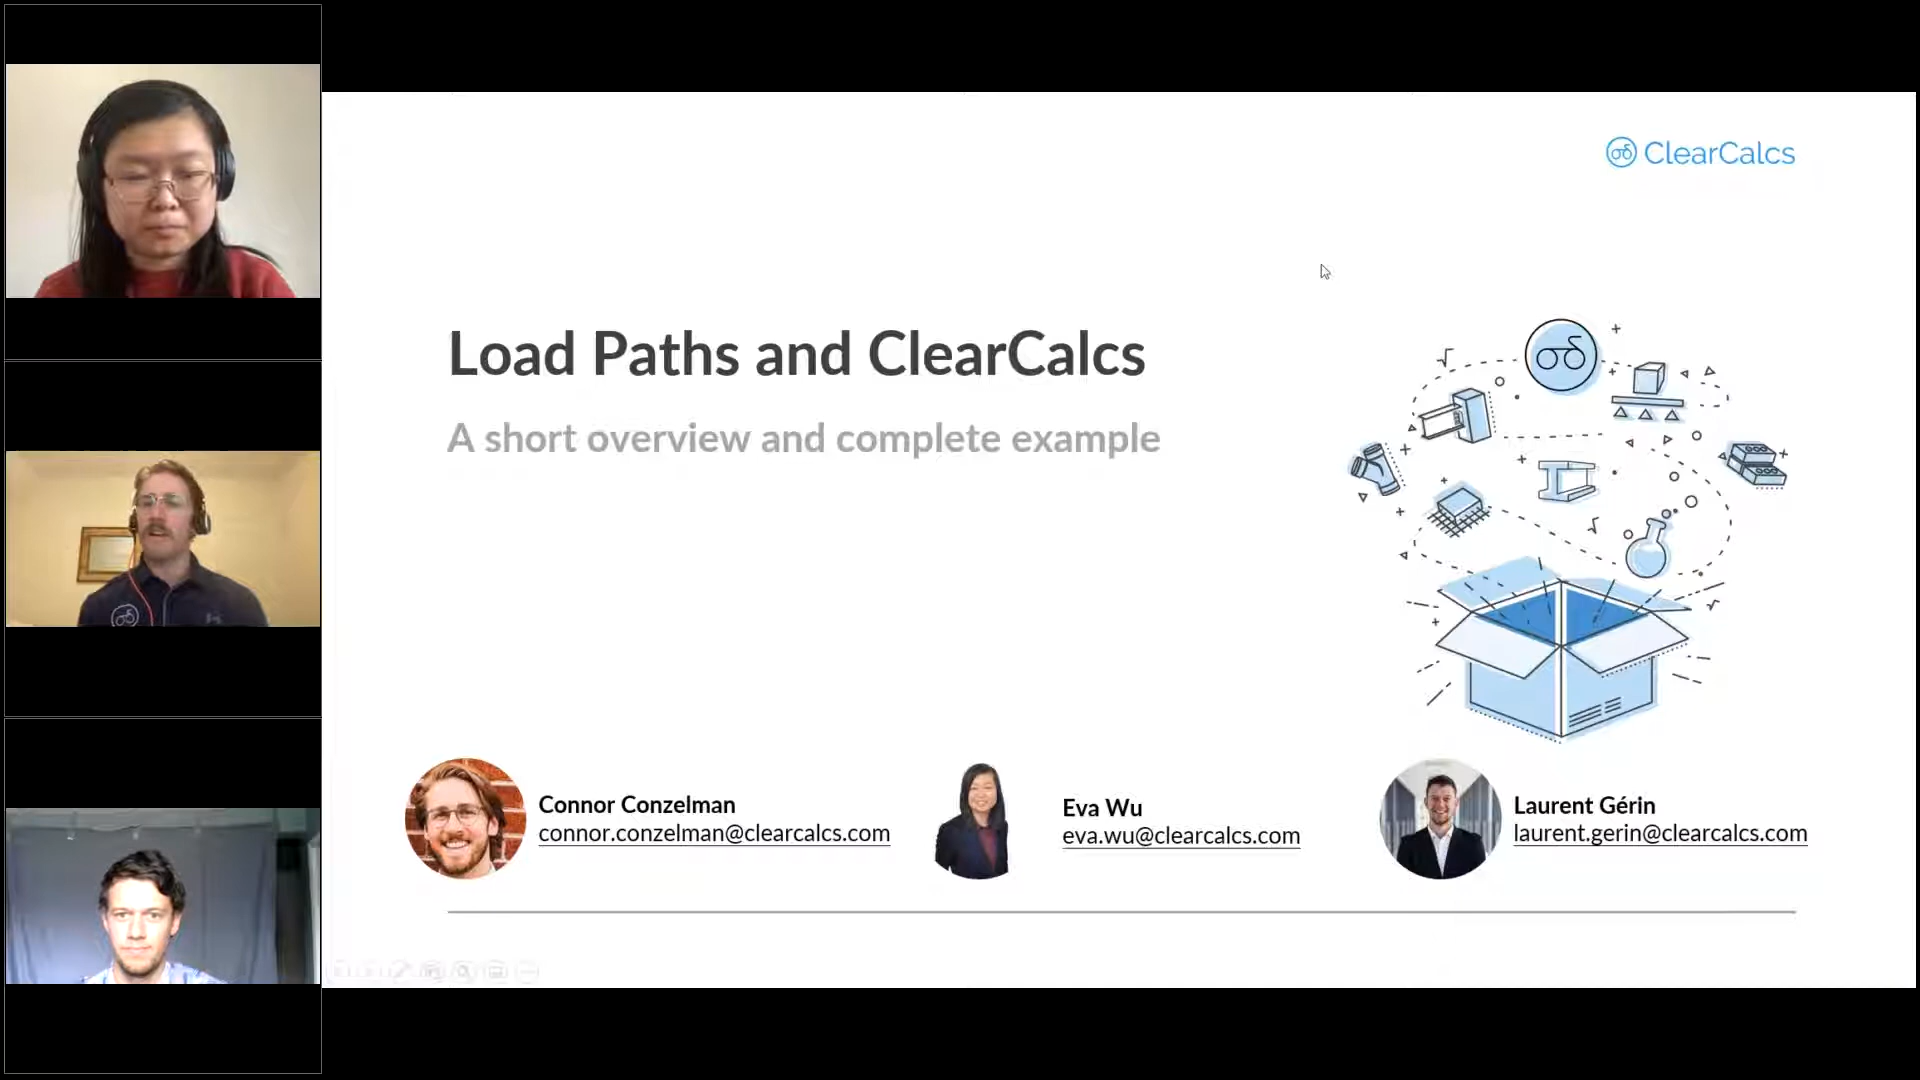 ClearCalcs
Load Paths and ClearCalcs
A short overview and complete example
Connor Conzelman
connor.conzelman@clearcalcs.com
Eva Wu
eva.wu@clearcalcs.com
Laurent Gérin
laurent.gerin@clearcalcs.com